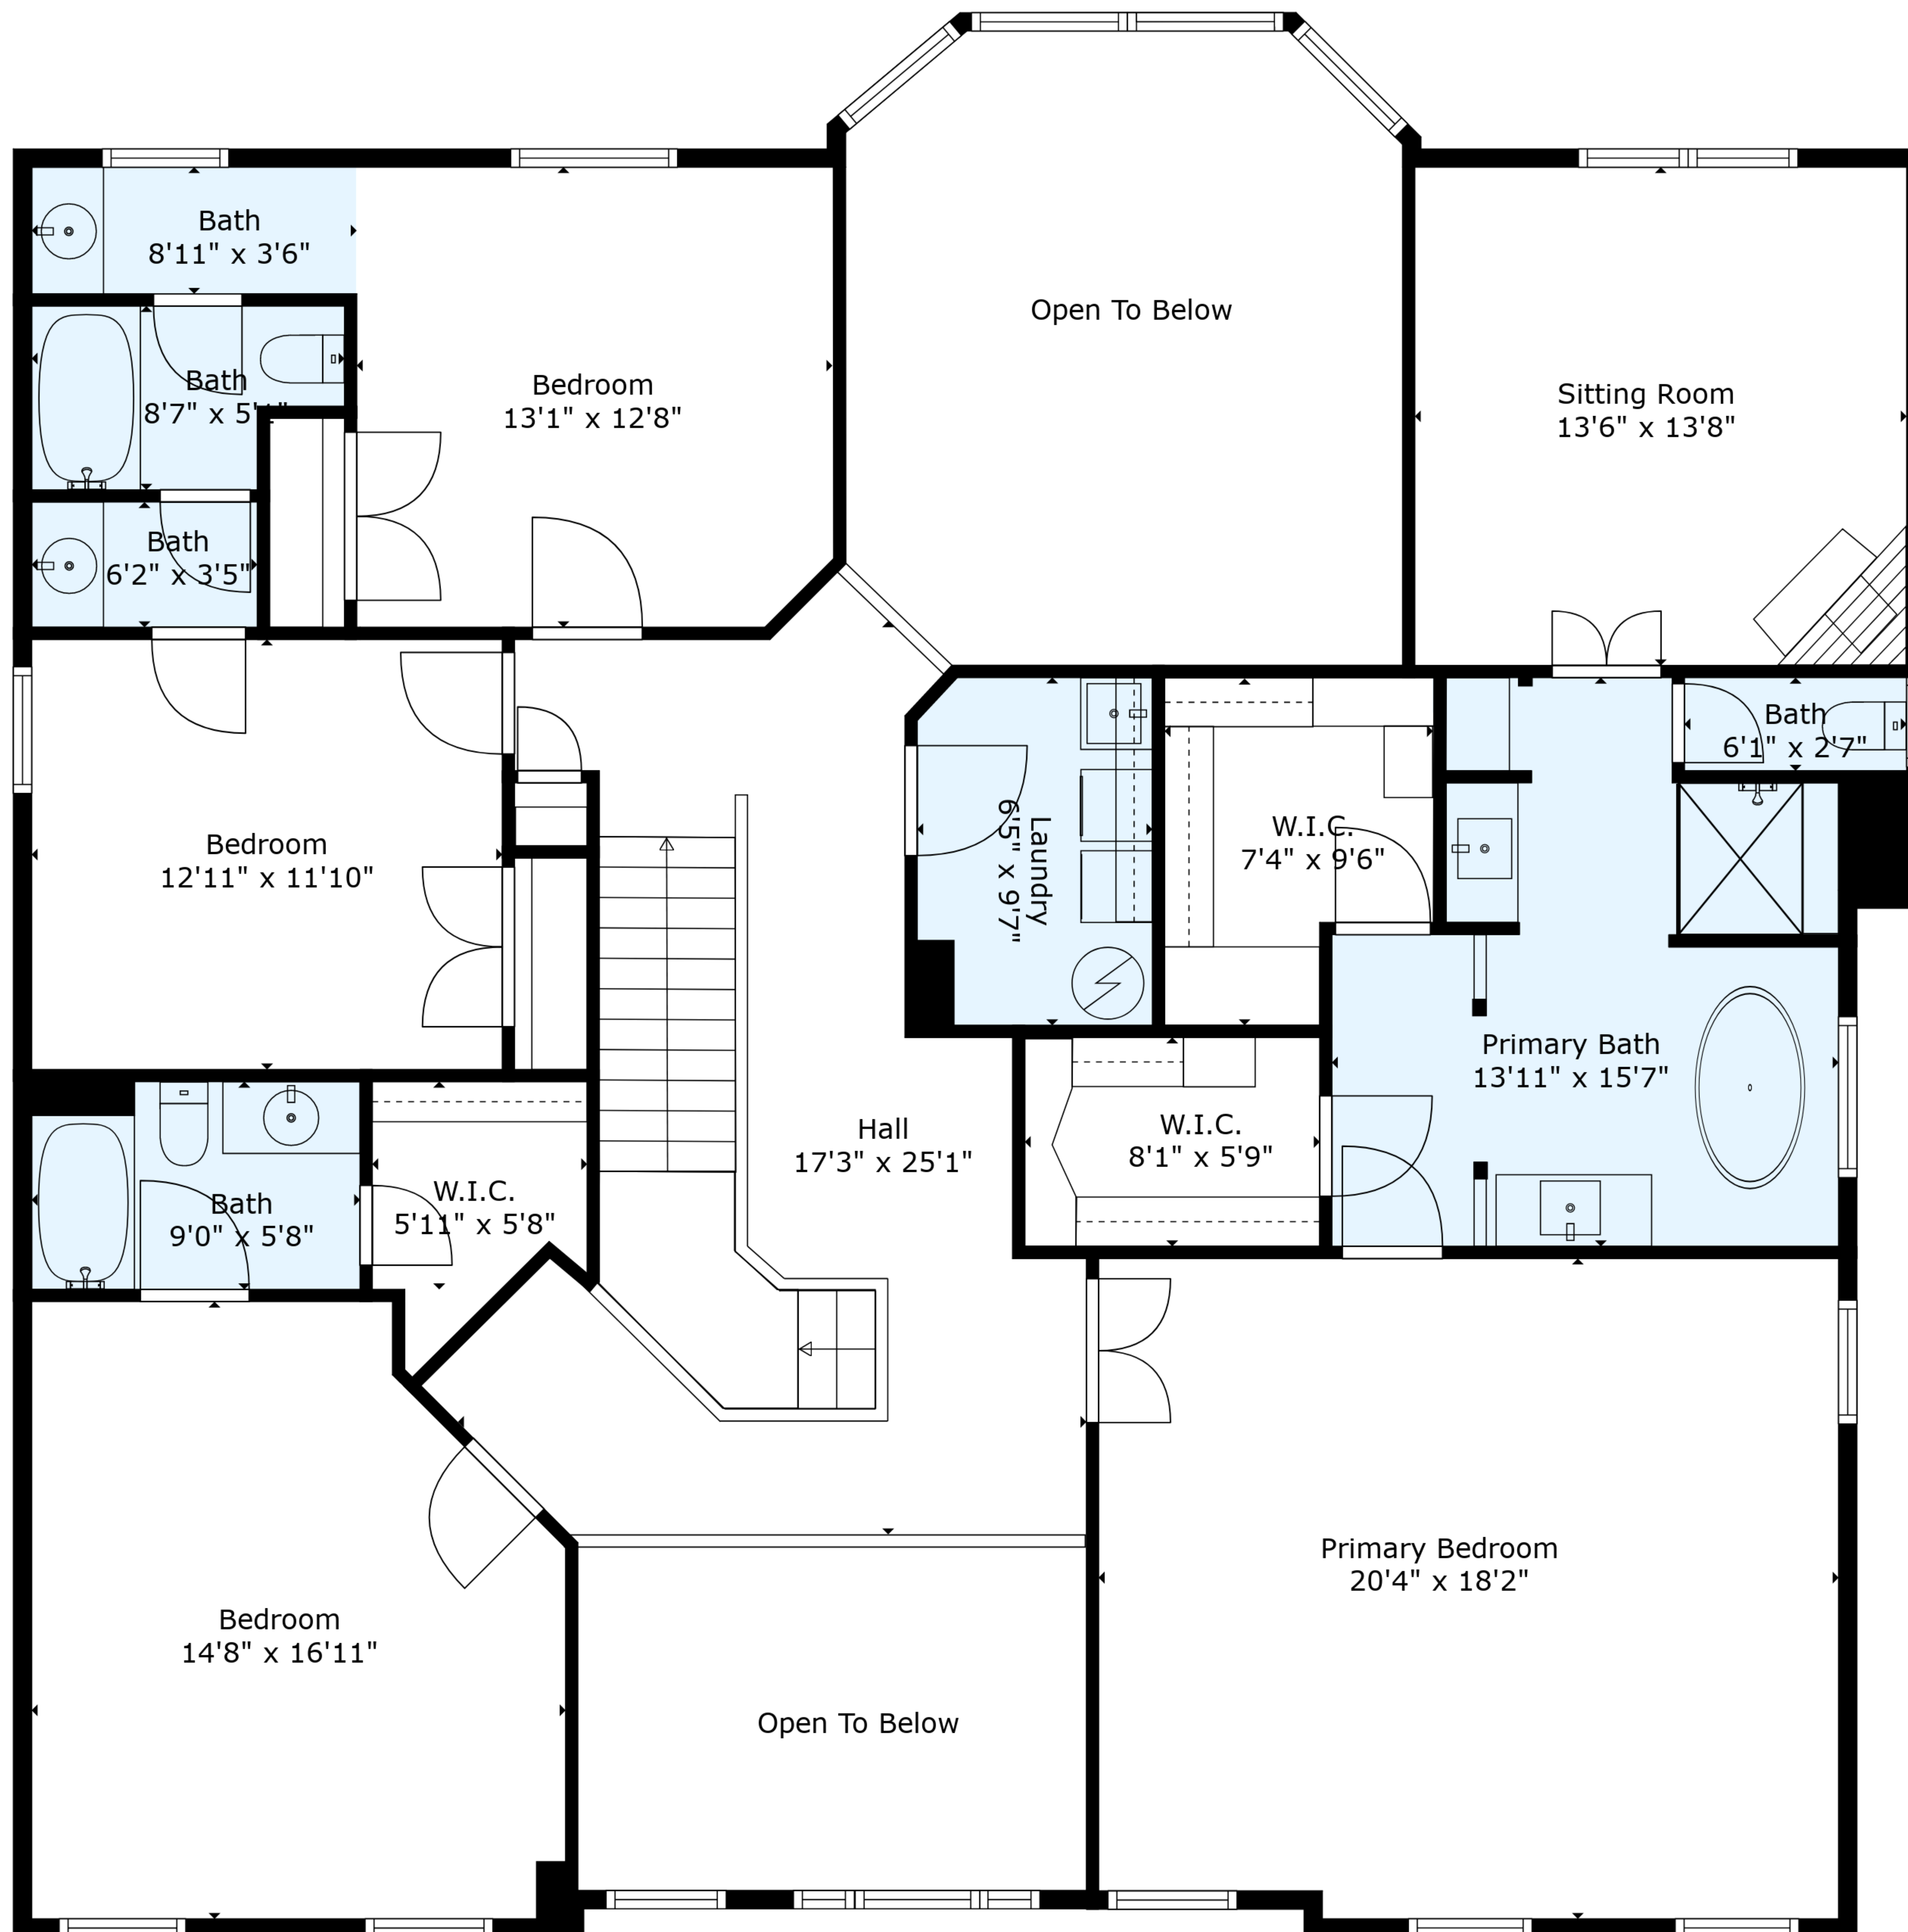 Bath
8'11" x 3'6"
Open To Below
Bedroom
13'1" x 12'8"
Sitting Room
13'6" x 13'8"
Bath
8'7" x
Bath
6'2" x 3'5"
Bath
6'1" x 2'7"
Laundry
6'5" x 9'7"
W.I.C.
7'4" x 9'6"
Bedroom
12'11" x 11'10"
Primary Bath
13'11" x 15'7"
Hall
17'3" x 25'1"
W.I.C.
8'1" x 5'9"
Bath
9'0" x 5'8"
W.I.C.
5'11" x 5'8"
Primary Bedroom
20'4" x 18'2"
Bedroom
14'8" x 16'11"
Open To Below